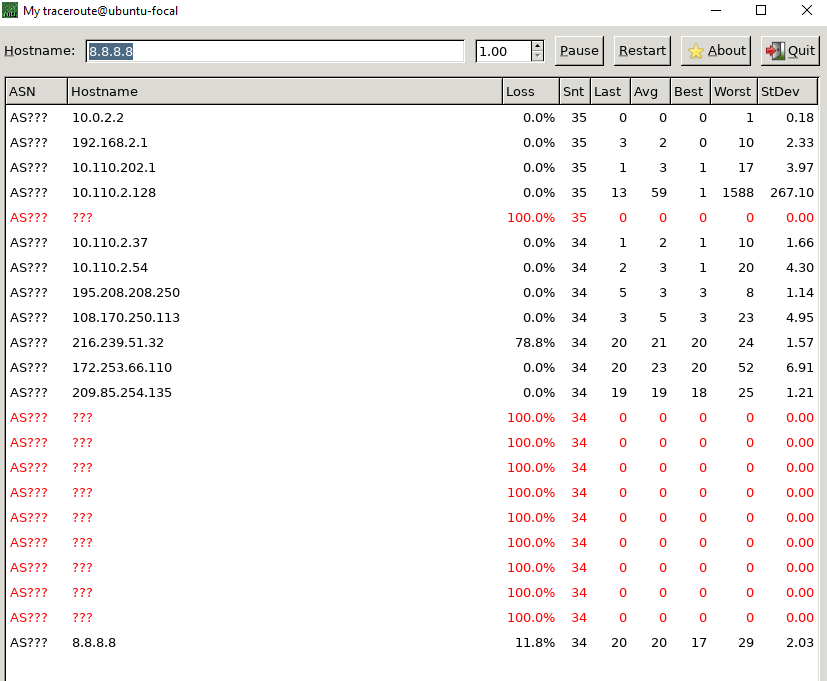 My traceroute@ubuntu-focal
Hostname: 8.8.8.8 1.00 Pause Restart About Quit
ASN Hostname Loss Snt Last Avg Best Worst StDev
AS??? 10.0.2.2 0.0% 35 0 0 0 1 0.18
AS??? 192.168.2.1 0.0% 35 3 2 0 10 2.33
AS??? 10.110.202.1 0.0% 35 1 3 1 17 3.97
AS??? 10.110.2.128 0.0% 35 13 59 1 1588 267.10
AS??? ??? 100.0% 35 0 0 0 0 0.00
AS??? 10.110.2.37 0.0% 34 1 2 1 10 1.66
AS??? 10.110.2.54 0.0% 34 2 3 1 20 4.30
AS??? 195.208.208.250 0.0% 34 5 3 3 8 1.14
AS??? 108.170.250.113 0.0% 34 3 5 3 23 4.95
AS??? 216.239.51.32 78.8% 34 20 21 20 24 1.57
AS??? 172.253.66.110 0.0% 34 20 23 20 52 6.91
AS??? 209.85.254.135 0.0% 34 19 19 18 25 1.21
AS??? ??? 100.0% 34 0 0 0 0 0.00
AS??? ??? 100.0% 34 0 0 0 0 0.00
AS??? ??? 100.0% 34 0 0 0 0 0.00
AS??? ??? 100.0% 34 0 0 0 0 0.00
AS??? ??? 100.0% 34 0 0 0 0 0.00
AS??? ??? 100.0% 34 0 0 0 0 0.00
AS??? ??? 100.0% 34 0 0 0 0 0.00
AS??? ??? 100.0% 34 0 0 0 0 0.00
AS??? ??? 100.0% 34 0 0 0 0 0.00
AS??? 8.8.8.8 11.8% 34 20 20 17 29 2.03